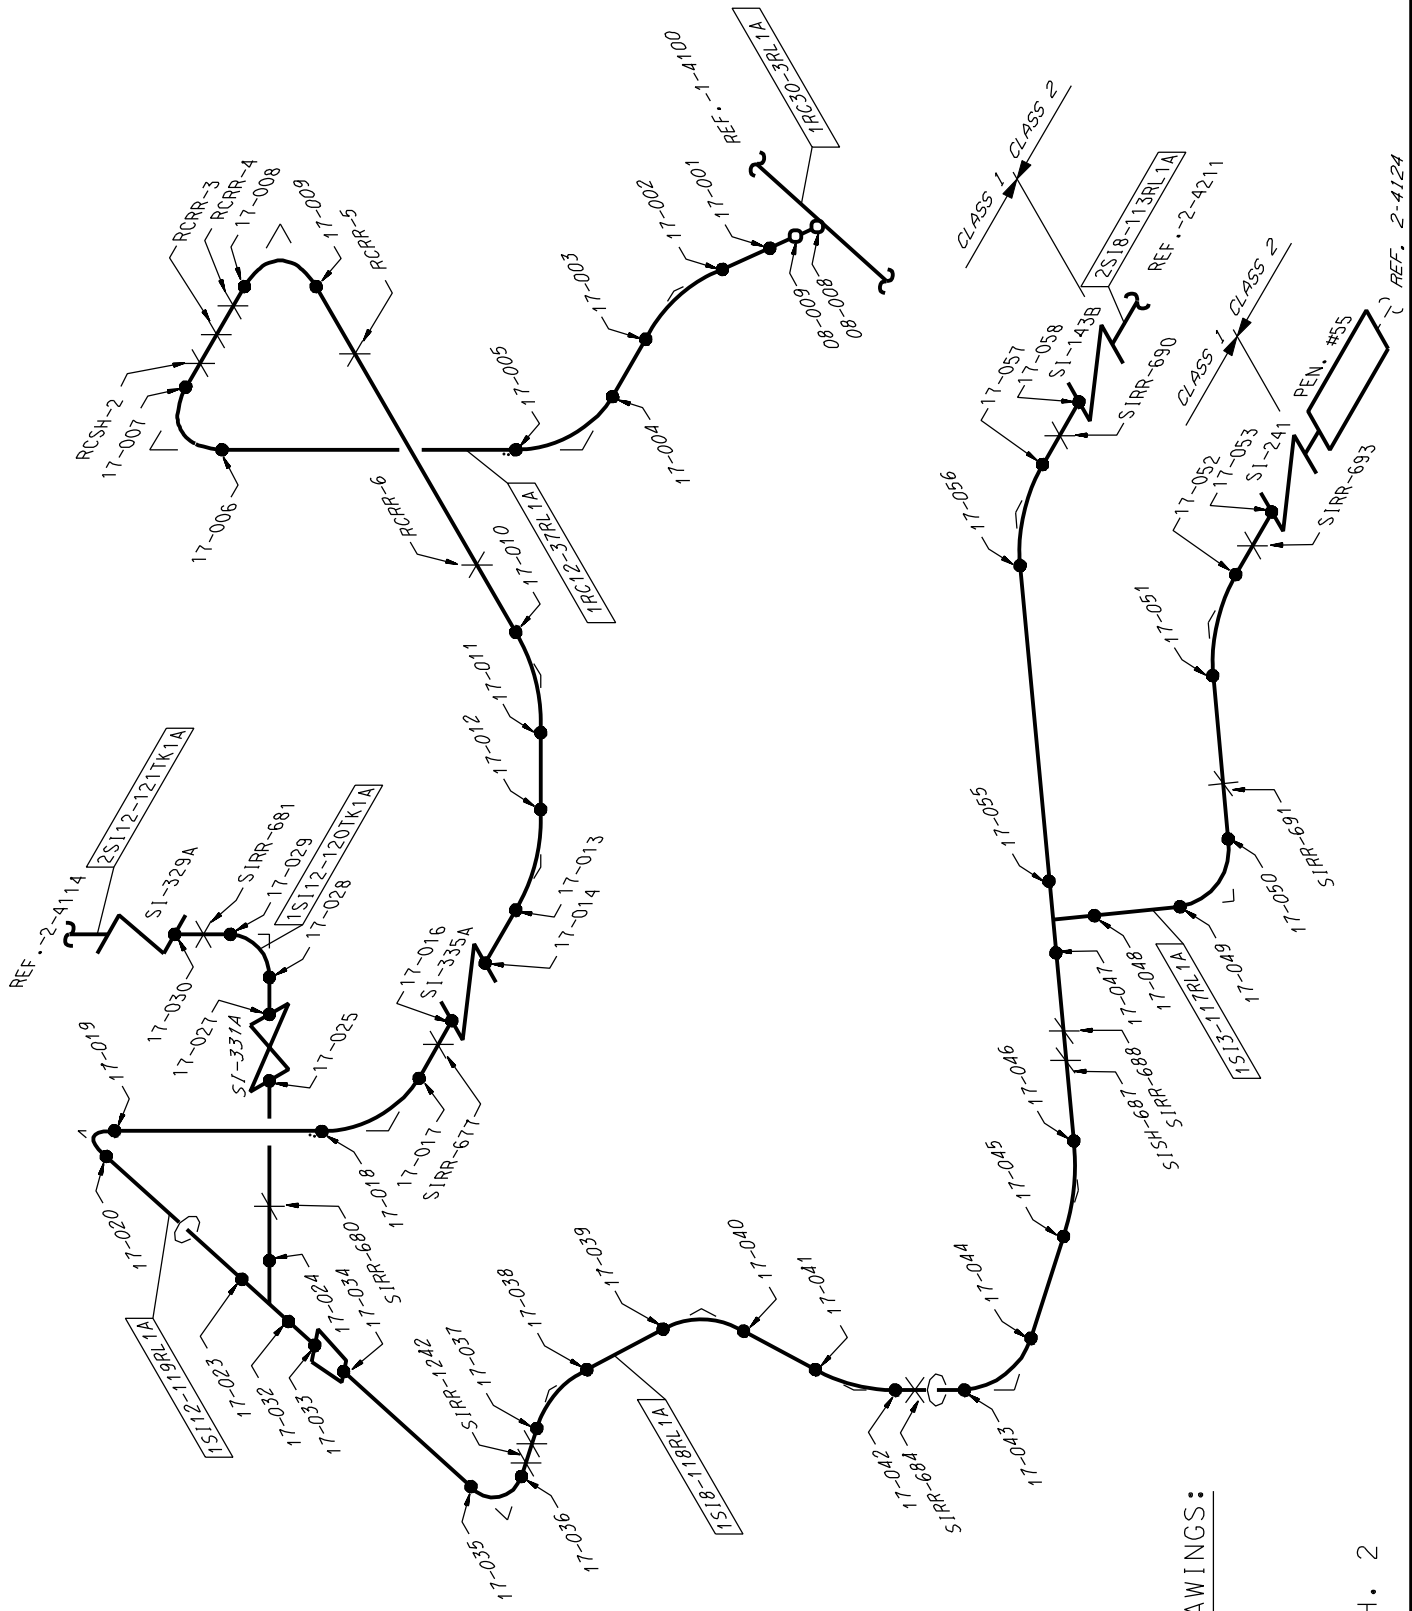 REF.-1-4100
1RC30-3RL1A
17-001
17-002
08-009
08-008
17-003
17-004
17-005
1RC12-37RL1A
17-006
17-007
RCSH-2
RCRR-3
RCRR-4
17-008
17-009
RCRR-5
RCRR-6
17-010
17-011
17-012
17-013
17-014
17-016
SI-335A
17-017
SIRR-677
17-018
17-019
17-020
1SI12-119RL1A
17-023
17-024
SIRR-680
17-025
SI-331A
17-027
17-028
1SI12-120TK1A
17-029
SIRR-681
17-030
SI-329A
2SI12-121TK1A
REF.-2-4114
17-032
17-033
17-034
17-035
17-036
SIRR-1242
17-037
17-038
1SI8-118RL1A
17-039
17-040
17-041
17-042
SIRR-684
17-043
17-044
17-045
17-046
SISH-687
SIRR-688
17-047
17-048
1SI3-117RL1A
17-049
17-050
SIRR-691
17-051
17-052
17-053
SI-241
SIRR-693
PEN. #55
REF. 2-4124
CLASS 1
CLASS 2
17-055
17-056
17-057
17-058
SI-143B
SIRR-690
2SI8-113RL1A
REF.-2-4211
CLASS 1
CLASS 2
AWINGS:
H. 2